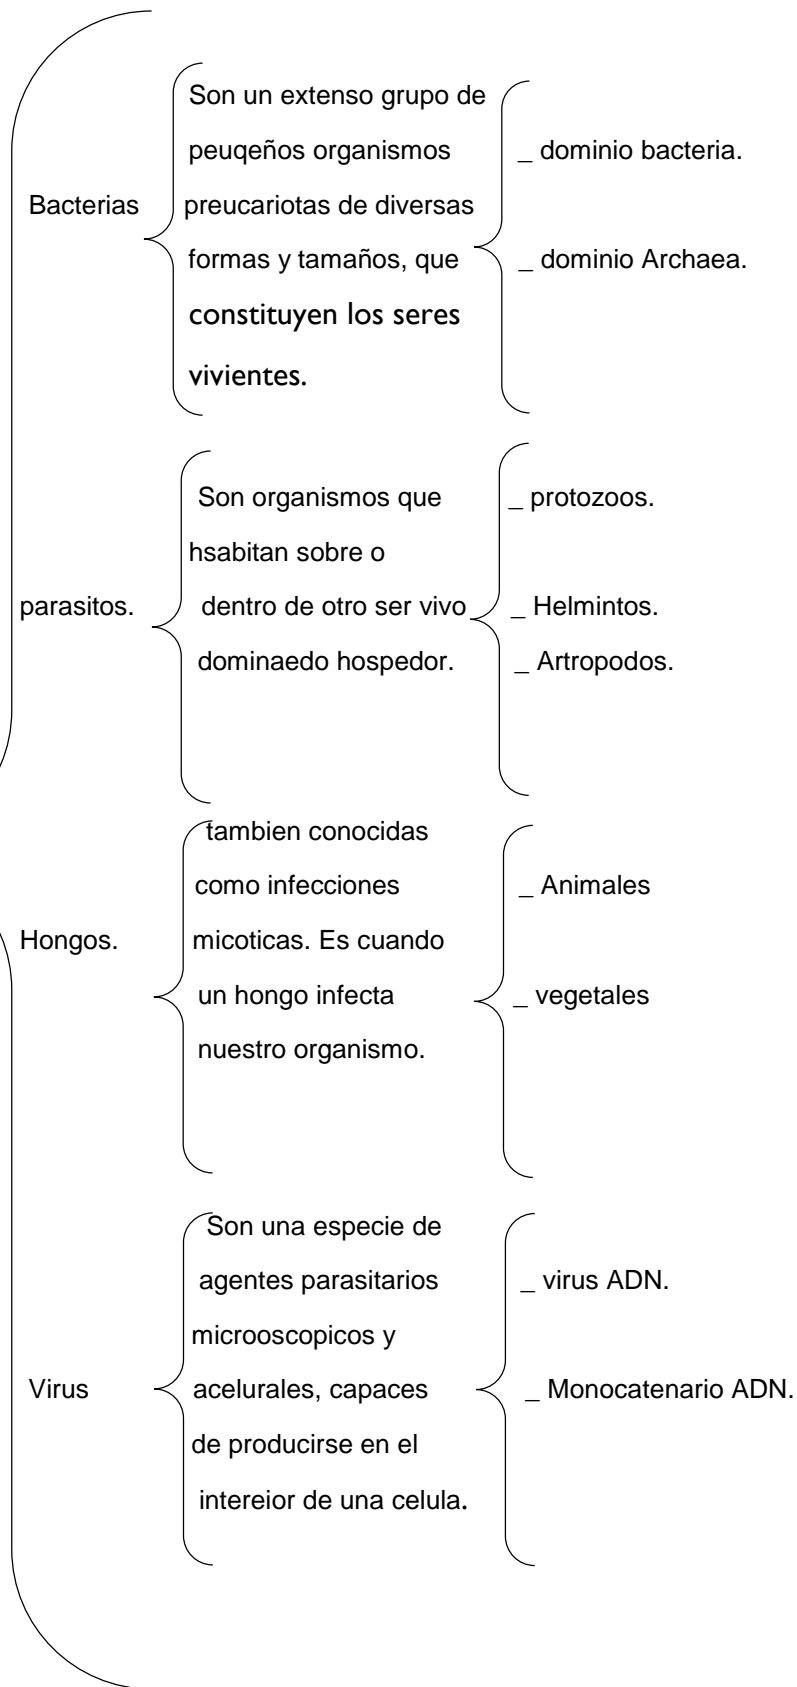 Bacterias
Son un extenso grupo de
peuqeños organismos
preucariotas de diversas
formas y tamaños, que
constituyen los seres
vivientes.
_ dominio bacteria.
_ dominio Archaea.
parasitos.
Son organismos que
hsabitan sobre o
dentro de otro ser vivo
dominaedo hospedor.
_ protozoos.
_ Helmintos.
_ Artropodos.
Hongos.
tambien conocidas
como infecciones
micoticas. Es cuando
un hongo infecta
nuestro organismo.
_ Animales
_ vegetales
Virus
Son una especie de
agentes parasitarios
microoscopicos y
acelurales, capaces
de producirse en el
intereior de una celula.
_ virus ADN.
_ Monocatenario ADN.